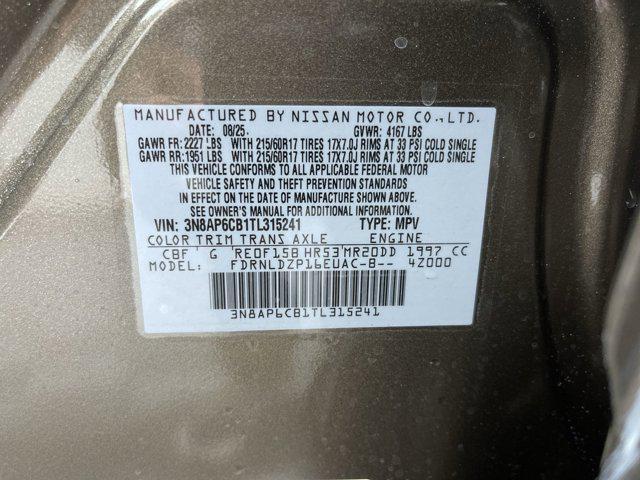 MANUFACTURED BY NISSAN MOTOR CO., LTD.
DATE: 08/25 GVWR: 4167 LBS
GAWR FR: 2227 LBS WITH 215/60R17 TIRES 17X7.0J RIMS AT 33 PSI COLD SINGLE
GAWR RR: 1951 LBS WITH 215/60R17 TIRES 17X7.0J RIMS AT 33 PSI COLD SINGLE
THIS VEHICLE CONFORMS TO ALL APPLICABLE FEDERAL MOTOR
VEHICLE SAFETY AND THEFT PREVENTION STANDARDS
IN EFFECT ON THE DATE OF MANUFACTURE SHOWN ABOVE.
SEE OWNER'S MANUAL FOR ADDITIONAL INFORMATION.
VIN: 3N8AP6CB1TL315241 TYPE: MPV
COLOR TRIM TRANS AXLE ENGINE
CBF G RE0F15B HR53 MR20DD 1997 CC
MODEL: FDRNLDZP16EUAC-B-- 4Z000
3N8AP6CB1TL315241